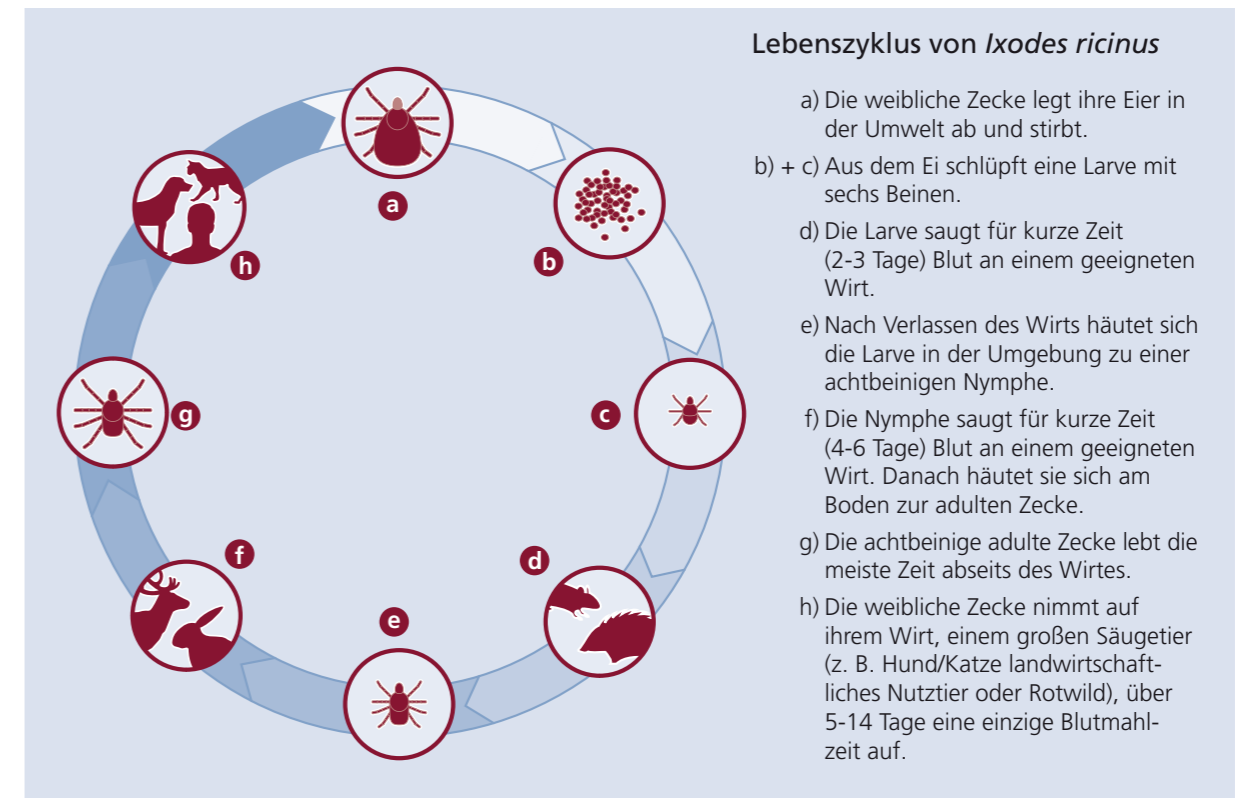 Lebenszyklus von Ixodes ricinus
a) Die weibliche Zecke legt ihre Eier in
der Umwelt ab und stirbt.
b) + c) Aus dem Ei schlüpft eine Larve mit
sechs Beinen.
d) Die Larve saugt für kurze Zeit
(2-3 Tage) Blut an einem geeigneten
Wirt.
e) Nach Verlassen des Wirts häutet sich
die Larve in der Umgebung zu einer
achtbeinigen Nymphe.
f) Die Nymphe saugt für kurze Zeit
(4-6 Tage) Blut an einem geeigneten
Wirt. Danach häutet sie sich am
Boden zur adulten Zecke.
g) Die achtbeinige adulte Zecke lebt die
meiste Zeit abseits des Wirtes.
h) Die weibliche Zecke nimmt auf
ihrem Wirt, einem großen Säugetier
(z. B. Hund/Katze landwirtschaft-
liches Nutztier oder Rotwild), über
5-14 Tage eine einzige Blutmahl-
zeit auf.
a
b
c
d
e
f
g
h